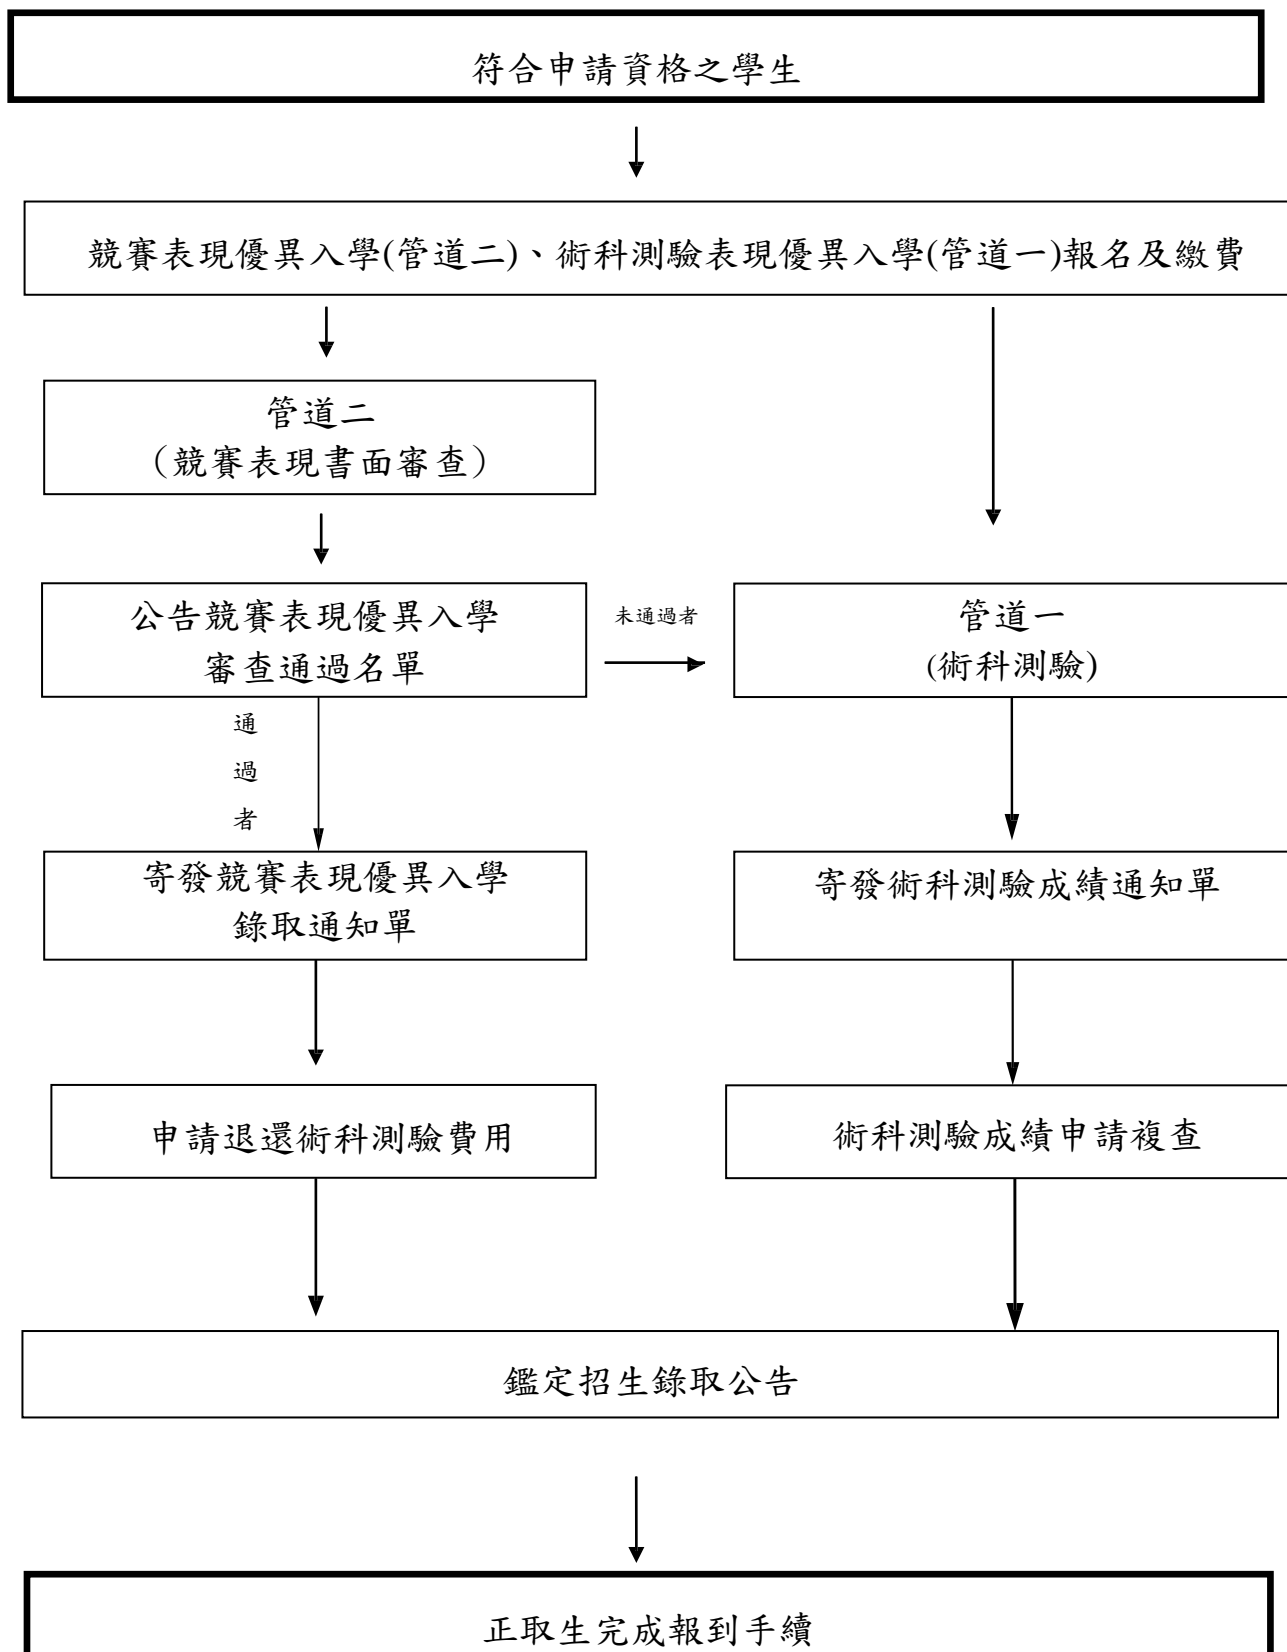 符合申請資格之學生
競賽表現優異入學(管道二)、術科測驗表現優異入學(管道一)報名及繳費
管道二
（競賽表現書面審查）
公告競賽表現優異入學
審查通過名單
未通過者
管道一
(術科測驗)
通
過
者
寄發競賽表現優異入學
錄取通知單
寄發術科測驗成績通知單
申請退還術科測驗費用
術科測驗成績申請複查
鑑定招生錄取公告
正取生完成報到手續